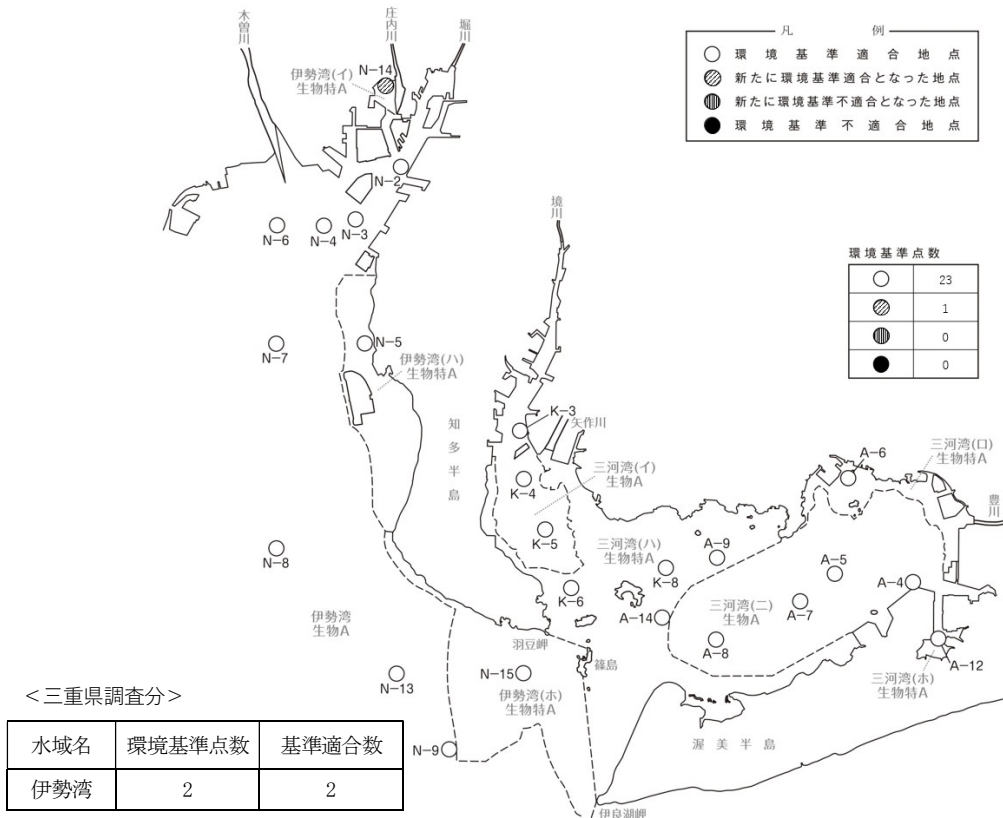 木曽川
庄内川
堀川
伊勢湾(イ)
生物特A
N-14
N-2
N-3
N-4
N-6
凡例
環境基準適合地点
新たに環境基準適合となった地点
新たに環境基準不適合となった地点
環境基準不適合地点
境川
環境基準点数
23
1
0
0
N-7
N-5
伊勢湾(ハ)
生物特A
知多半島
K-3
矢作川
三河湾(イ)
生物A
K-4
K-5
A-6
三河湾(ロ)
生物特A
豊川
N-8
三河湾(ハ)
生物特A
A-9
K-8
K-6
A-14
A-5
A-4
三河湾(ニ)
生物A
A-7
A-8
伊勢湾
生物A
羽豆岬
篠島
A-12
三河湾(ホ)
生物特A
N-13
N-15
伊勢湾(ホ)
生物特A
N-9
渥美半島
伊良湖岬
<三重県調査分>
水域名 環境基準点数 基準適合数
伊勢湾 2 2